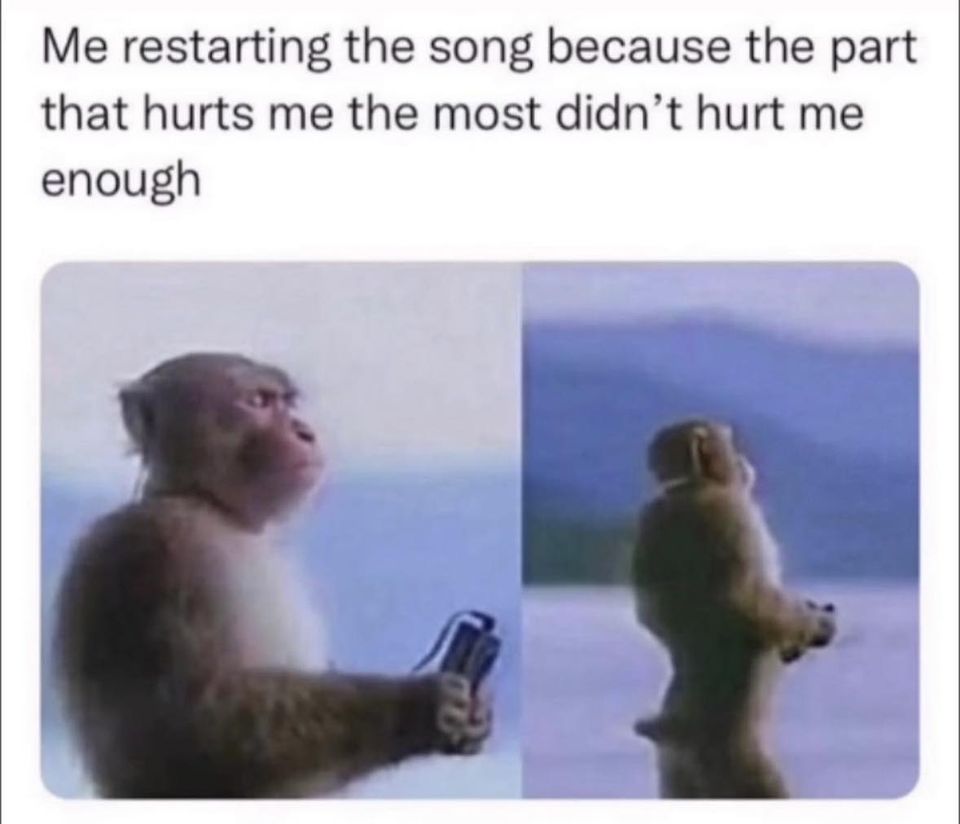 Me restarting the song because the part
that hurts me the most didn’t hurt me
enough